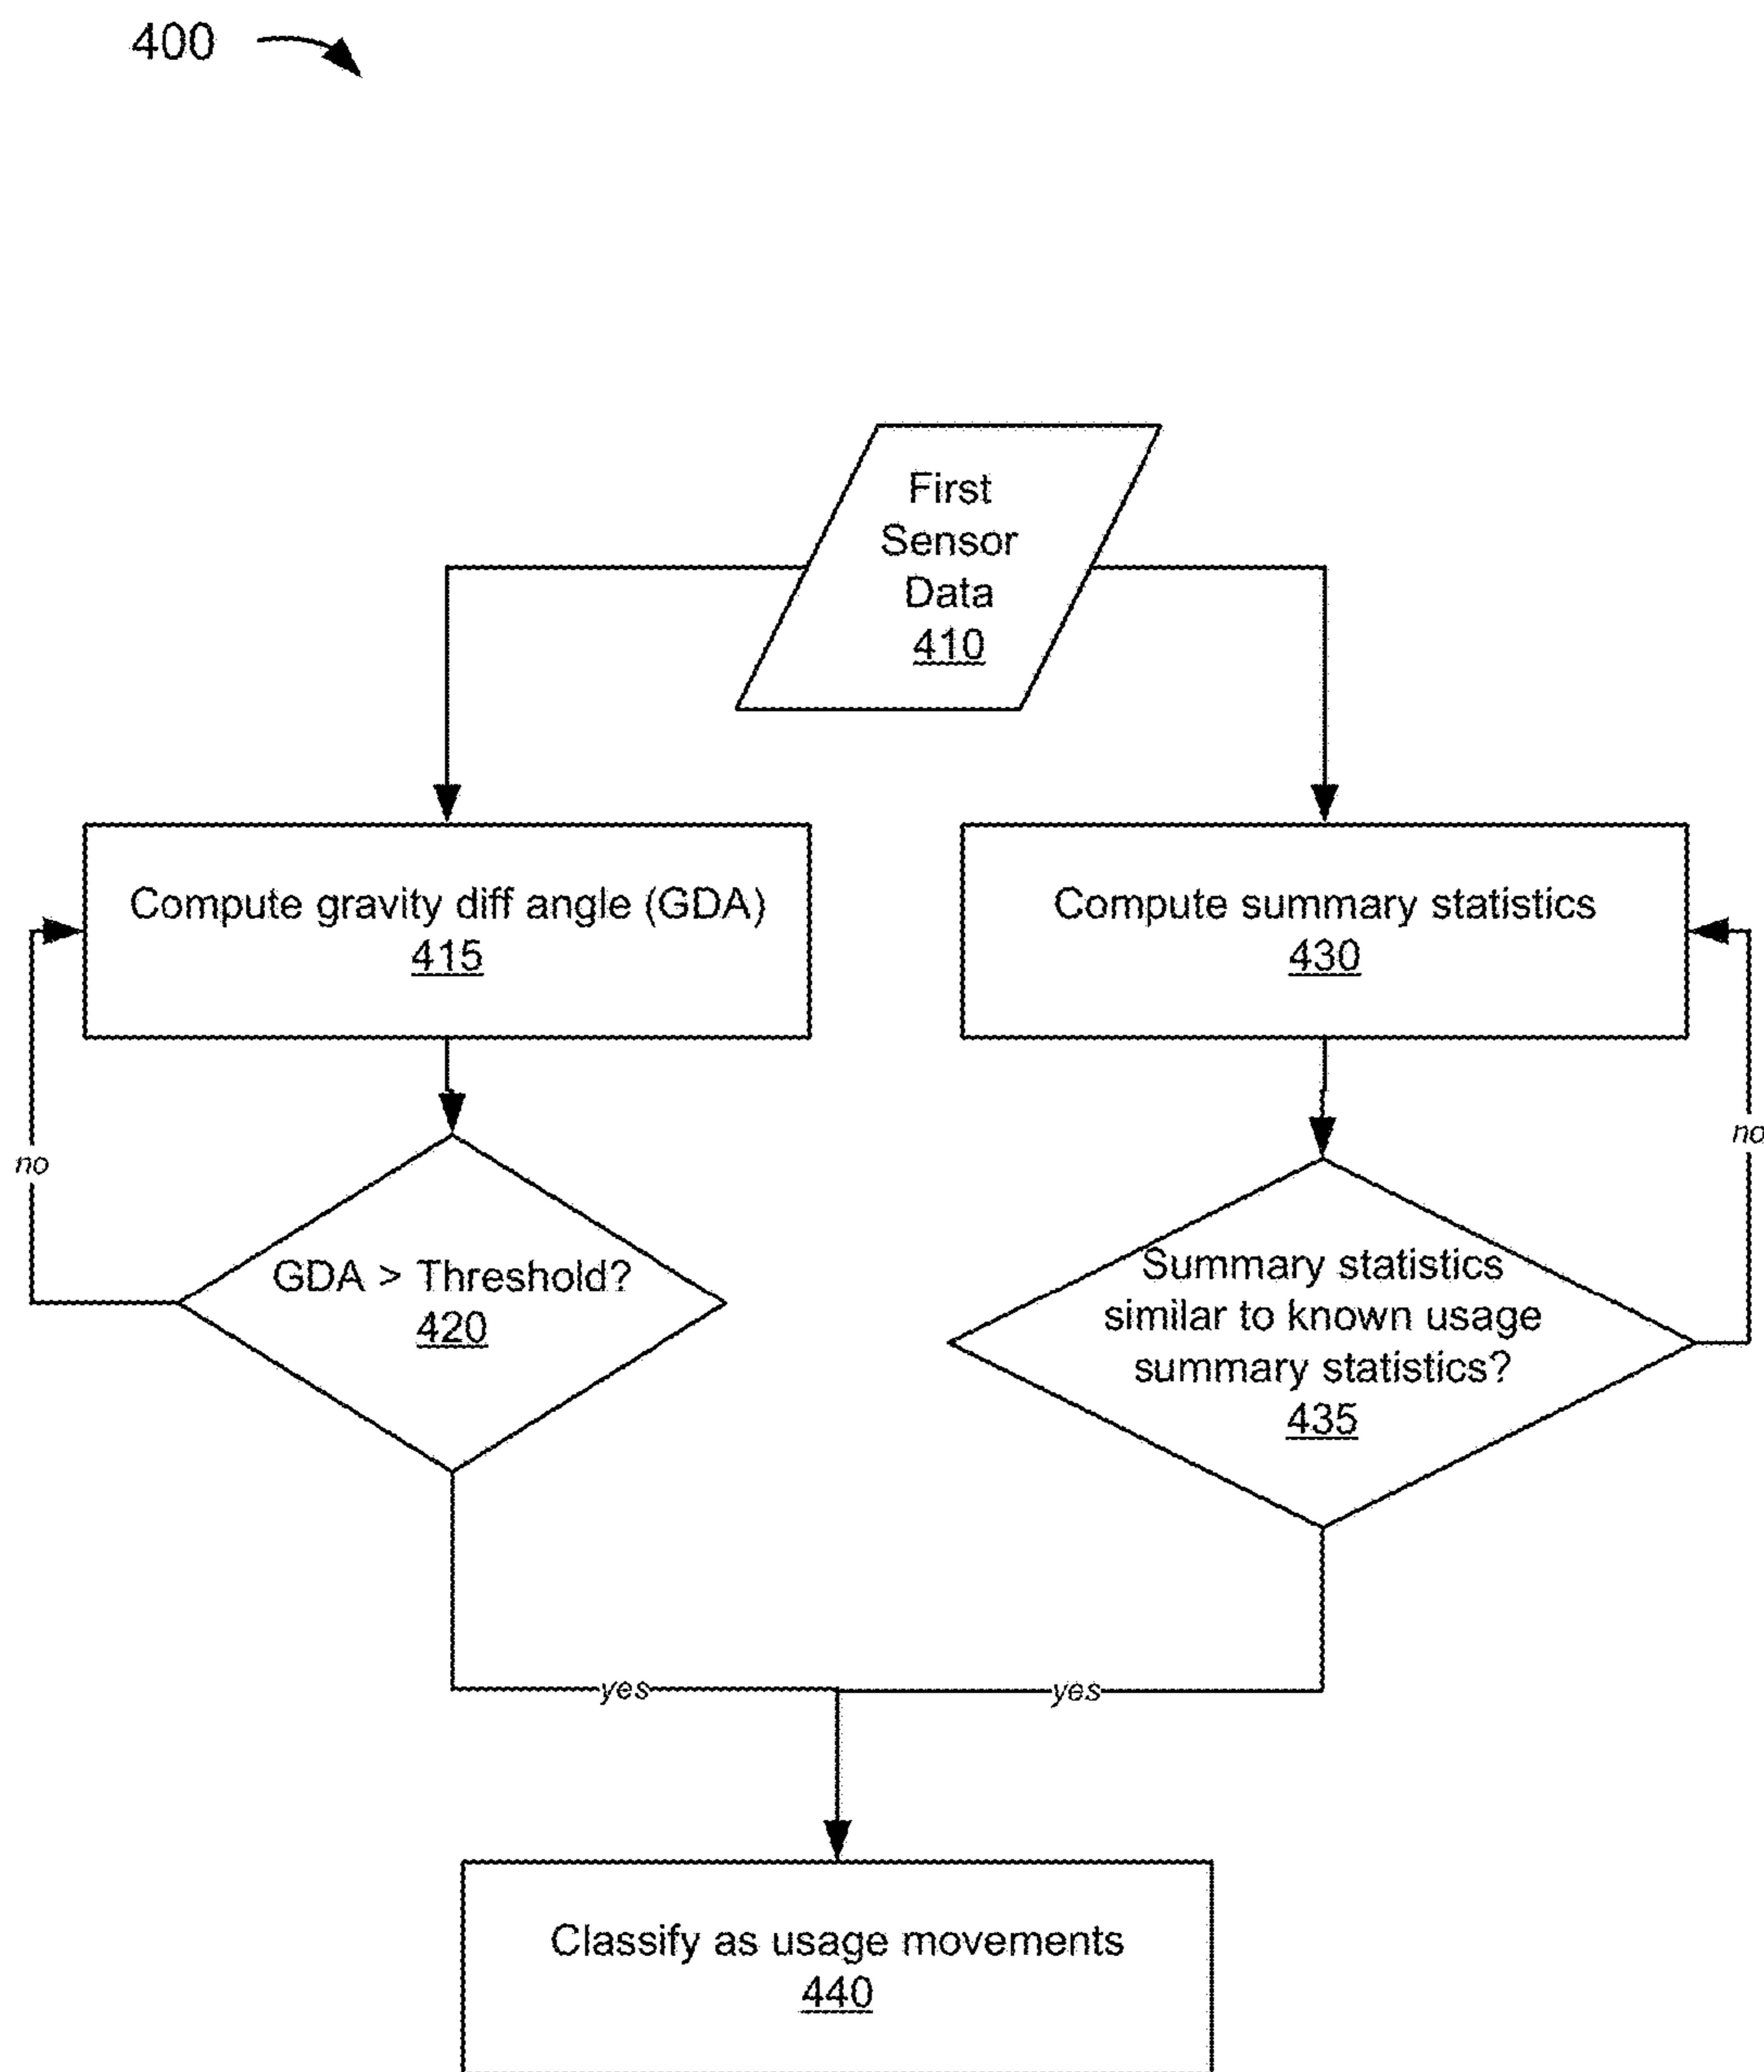 400
First
Sensor
Data
410
Compute gravity diff angle (GDA)
415
Compute summary statistics
430
no
no
GDA > Threshold?
420
Summary statistics
similar to known usage
summary statistics?
435
yes
yes
Classify as usage movements
440